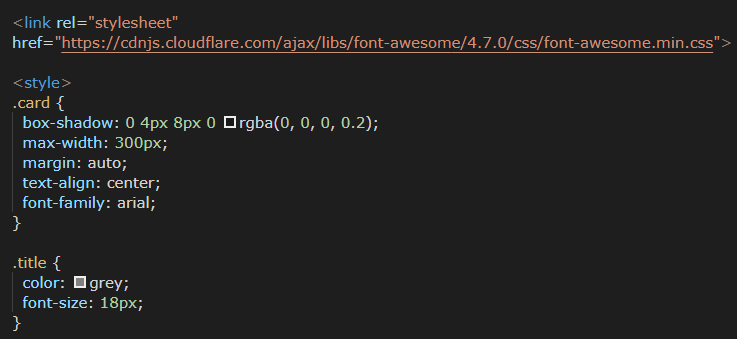 <link rel="stylesheet"
href="https://cdnjs.cloudflare.com/ajax/libs/font-awesome/4.7.0/css/font-awesome.min.css">
<style>
.card {
box-shadow: 0 4px 8px 0 rgba(0, 0, 0, 0.2);
max-width: 300px;
margin: auto;
text-align: center;
font-family: arial;
}
.title {
color: grey;
font-size: 18px;
}